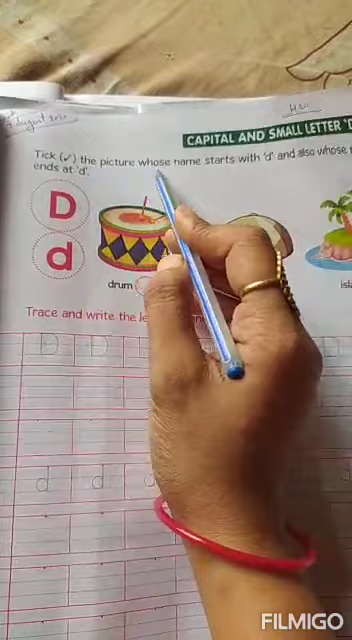 H.W
CAPITAL AND SMALL LETTER 'D
Tick (✓) the picture whose name starts with 'd' and also whose
ends at 'd'.
D
d
drum
Trace and write the
D D
d d d
FILMIGO